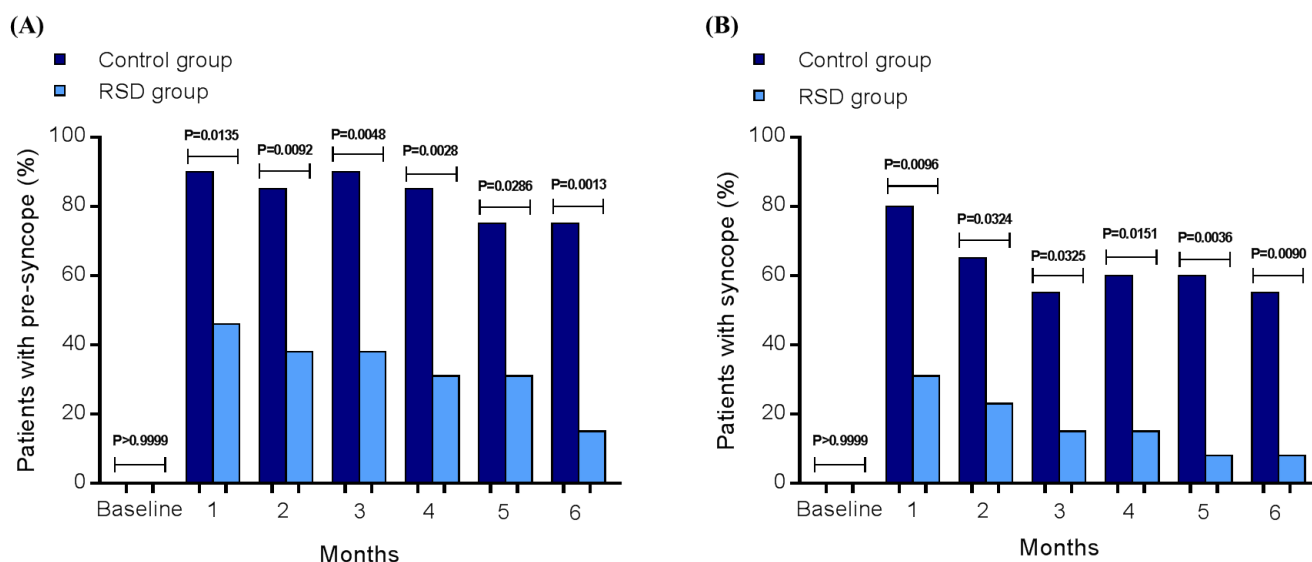 (A)
Control group
RSD group
Patients with pre-syncope (%)
100
80
60
40
20
0
P>0.9999
P=0.0135
P=0.0092
P=0.0048
P=0.0028
P=0.0286
P=0.0013
Baseline 1 2 3 4 5 6
Months
(B)
Control group
RSD group
Patients with syncope (%)
100
80
60
40
20
0
P>0.9999
P=0.0096
P=0.0324
P=0.0325
P=0.0151
P=0.0036
P=0.0090
Baseline 1 2 3 4 5 6
Months